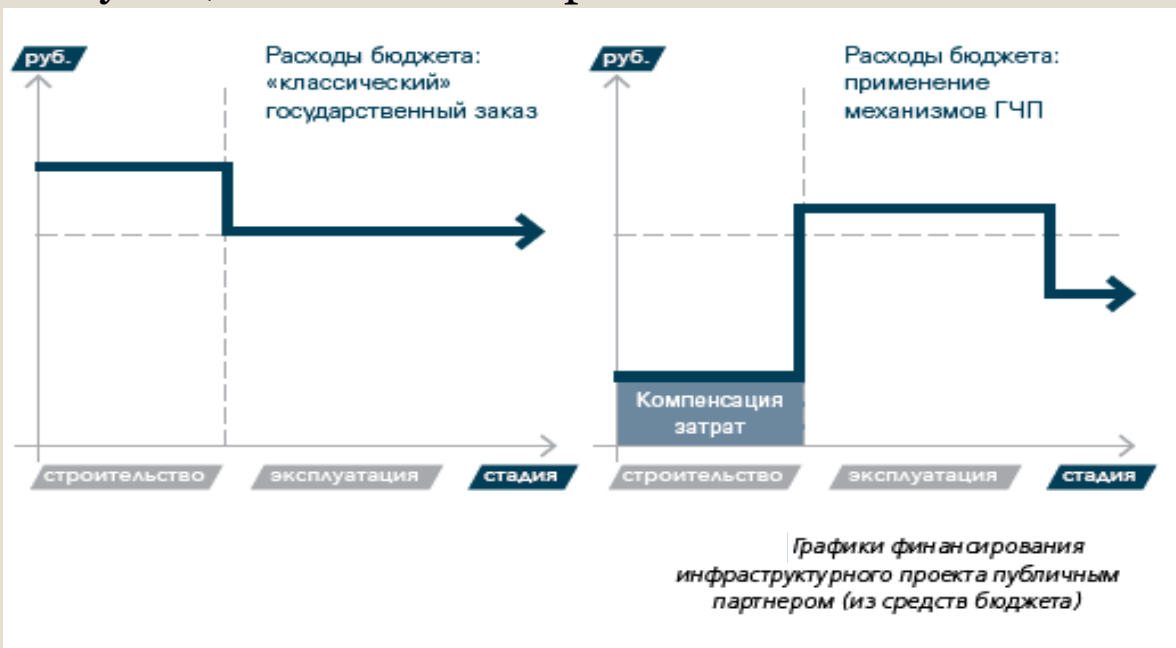 руб.
Расходы бюджета:
«классический»
государственный заказ
строительство
эксплуатация
стадия
руб.
Расходы бюджета:
применение
механизмов ГЧП
Компенсация
затрат
строительство
эксплуатация
стадия
Графики финансирования
инфраструктурного проекта публичным
партнером (из средств бюджета)